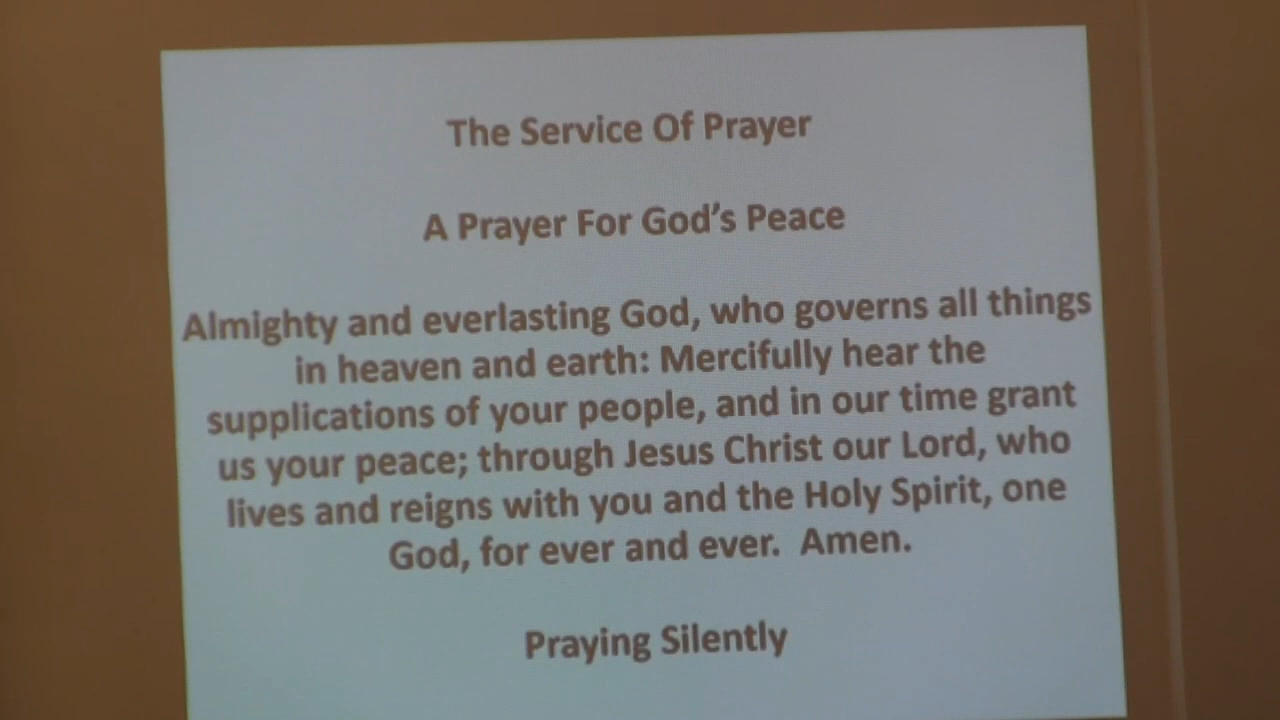 The Service Of Prayer
A Prayer For God's Peace
Almighty and everlasting God, who governs all things
in heaven and earth: Mercifully hear the
supplications of your people, and in our time grant
us your peace; through Jesus Christ our Lord, who
lives and reigns with you and the Holy Spirit, one
God, for ever and ever.  Amen.
Praying Silently